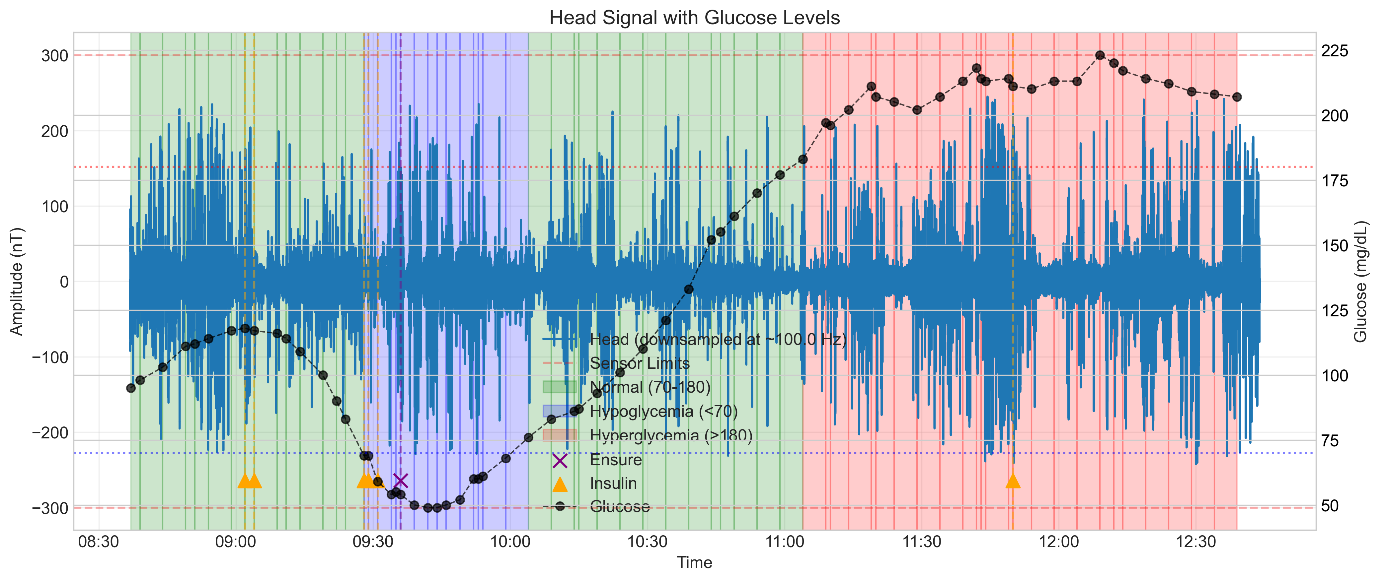 Head Signal with Glucose Levels
300
200
100
0
−100
−200
−300
Amplitude (nT)
225
200
175
150
125
100
75
50
Glucose (mg/dL)
Head (downsampled at ~100.0 Hz)
Sensor Limits
Normal (70-180)
Hypoglycemia (<70)
Hyperglycemia (>180)
Ensure
Insulin
Glucose
08:30 09:00 09:30 10:00 10:30 11:00 11:30 12:00 12:30
Time